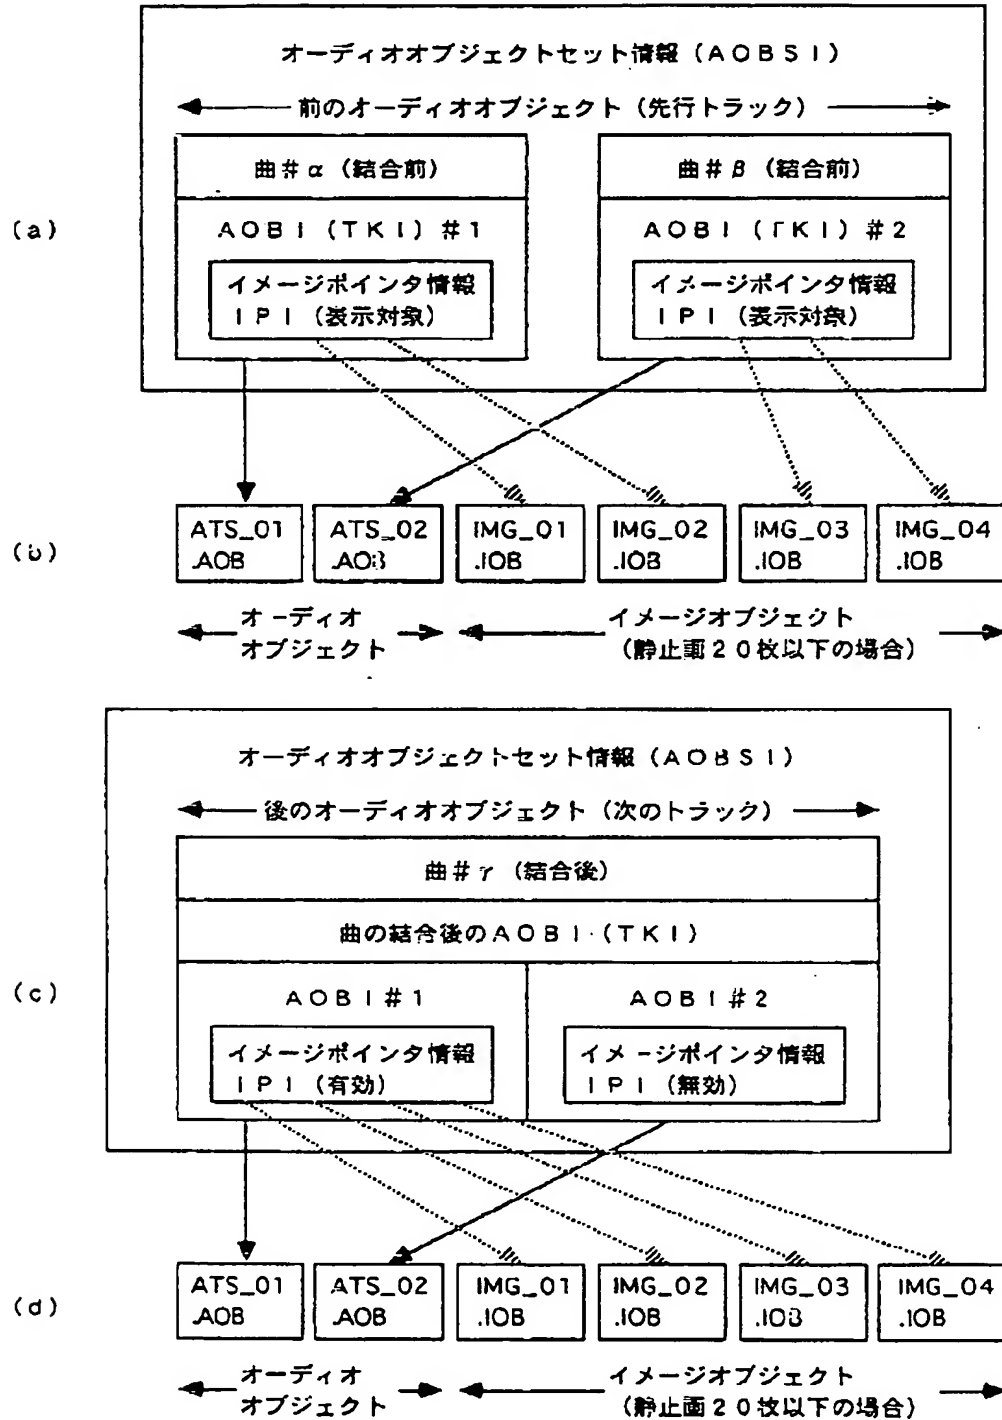 オーディオオブジェクトセット情報(AOBSI)
前のオーディオオブジェクト(先行トラック)
曲#α(結合前)
曲#β(結合前)
(a)
AOBI(TKI)#1
AOBI(TKI)#2
イメージポインタ情報
IPI(表示対象)
イメージポインタ情報
IPI(表示対象)
(b)
ATS_01
.AOB
ATS_02
.AOB
IMG_01
.IOB
IMG_02
.IOB
IMG_03
.IOB
IMG_04
.IOB
オーディオ
オブジェクト
イメージオブジェクト
(静止画20枚以下の場合)
オーディオオブジェクトセット情報(AOBSI)
後のオーディオオブジェクト(次のトラック)
曲#γ(結合後)
曲の結合後のAOBI(TKI)
(c)
AOBI#1
AOBI#2
イメージポインタ情報
IPI(有効)
イメージポインタ情報
IPI(無効)
(d)
ATS_01
.AOB
ATS_02
.AOB
IMG_01
.IOB
IMG_02
.IOB
IMG_03
.IOB
IMG_04
.IOB
オーディオ
オブジェクト
イメージオブジェクト
(静止画20枚以下の場合)